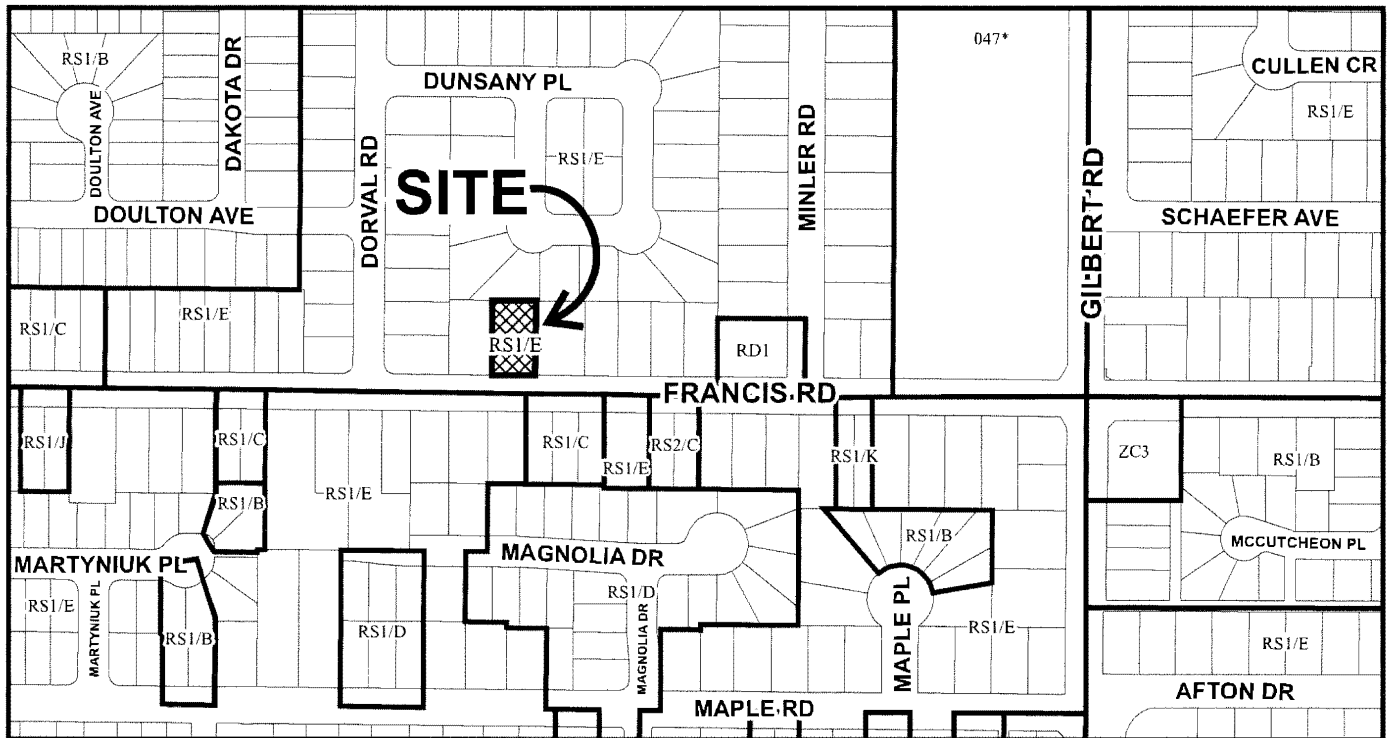 047*
RS1/B
DAKOTA DR
DUNSANY PL
CULLEN CR
RS1/E
DOULTON AVE
DORVAL RD
RS1/E
MINLER RD
GILBERT RD
SITE
DOULTON AVE
SCHAEFER AVE
RS1/C
RS1/E
RS1/E
RD1
FRANCIS RD
RS1/J
RS1/C
RS1/C
RS1/E
RS2/C
RS1/K
ZC3
RS1/B
RS1/B
RS1/E
MARTYNIUK PL
MAGNOLIA DR
RS1/B
MCCUTCHEON PL
RS1/E
MARTYNIUK PL
RS1/B
RS1/D
RS1/D
MAGNOLIA DR
MAPLE PL
RS1/E
RS1/E
MAPLE RD
AFTON DR